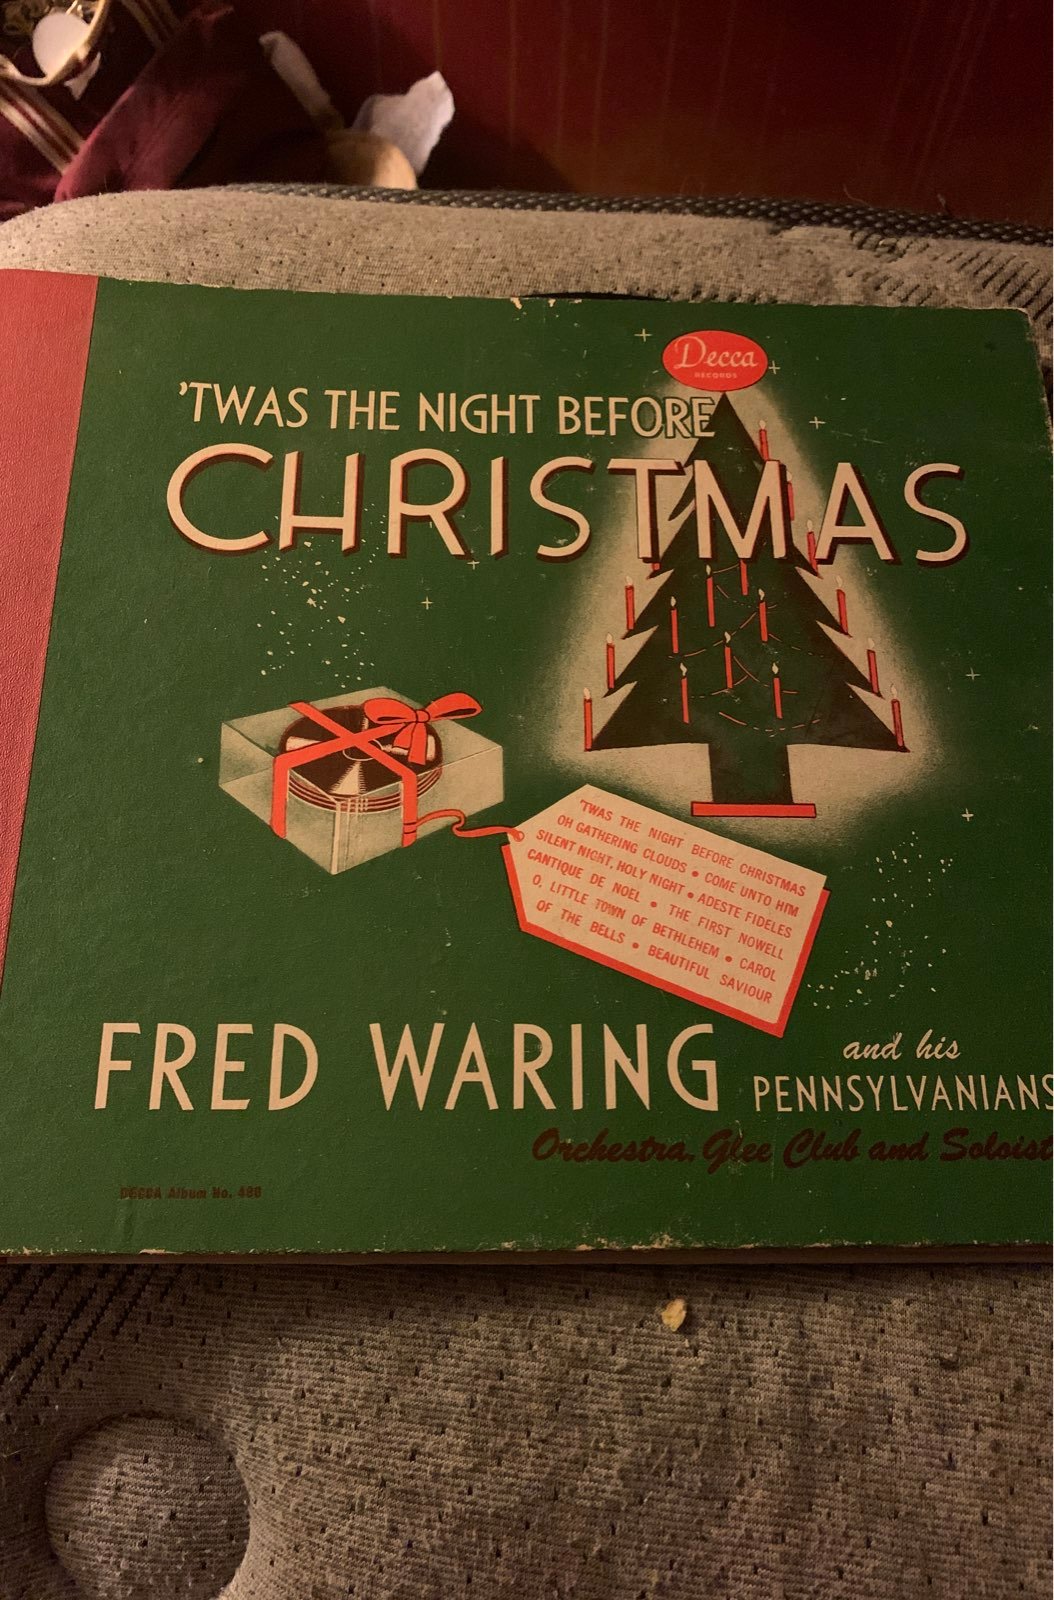 Decca
RECORDS
'TWAS THE NIGHT BEFORE
CHRISTMAS
'TWAS THE NIGHT BEFORE CHRISTMAS
OH GATHERING CLOUDS • COME UNTO HIM
SILENT NIGHT, HOLY NIGHT • ADESTE FIDELES
CANTIQUE DE NOEL • THE FIRST NOWELL
O, LITTLE TOWN OF BETHLEHEM • CAROL
OF THE BELLS • BEAUTIFUL SAVIOUR
FRED WARING
and his
PENNSYLVANIANS
Orchestra, Glee Club and Soloist
DECCA Album No.